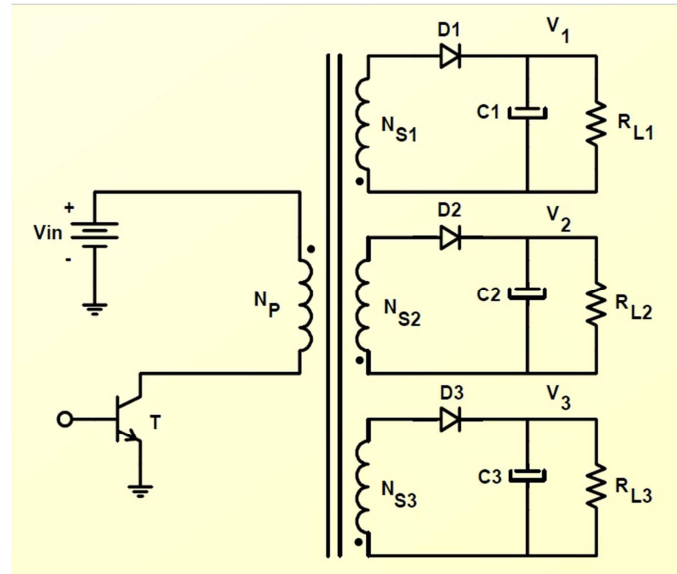 D1
V1
C1
NS1
RL1
+
Vin
-
NP
T
D2
V2
C2
NS2
RL2
D3
V3
C3
NS3
RL3